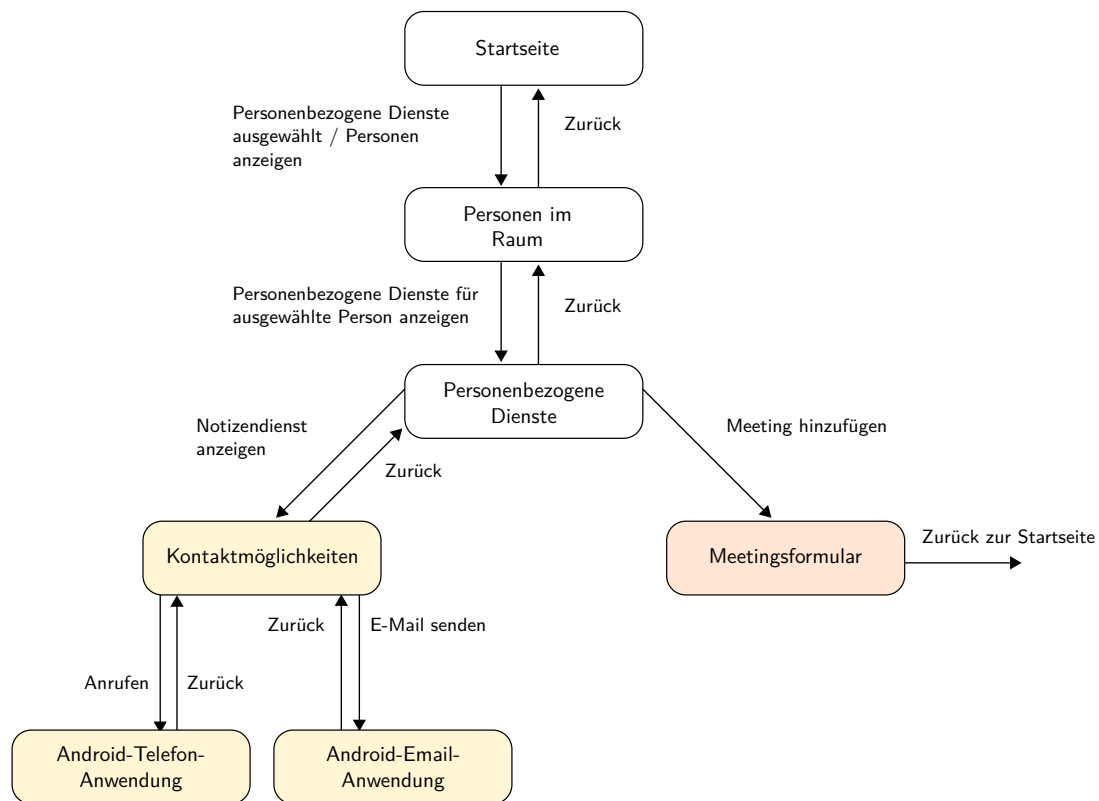 Startseite
Personenbezogene Dienste
ausgewählt / Personen
anzeigen
Zurück
Personen im
Raum
Personenbezogene Dienste für
ausgewählte Person anzeigen
Zurück
Personenbezogene
Dienste
Notizendienst
anzeigen
Zurück
Meeting hinzufügen
Kontaktmöglichkeiten
Meetingsformular
Zurück zur Startseite
Zurück
E-Mail senden
Anrufen
Zurück
Android-Telefon-
Anwendung
Android-Email-
Anwendung